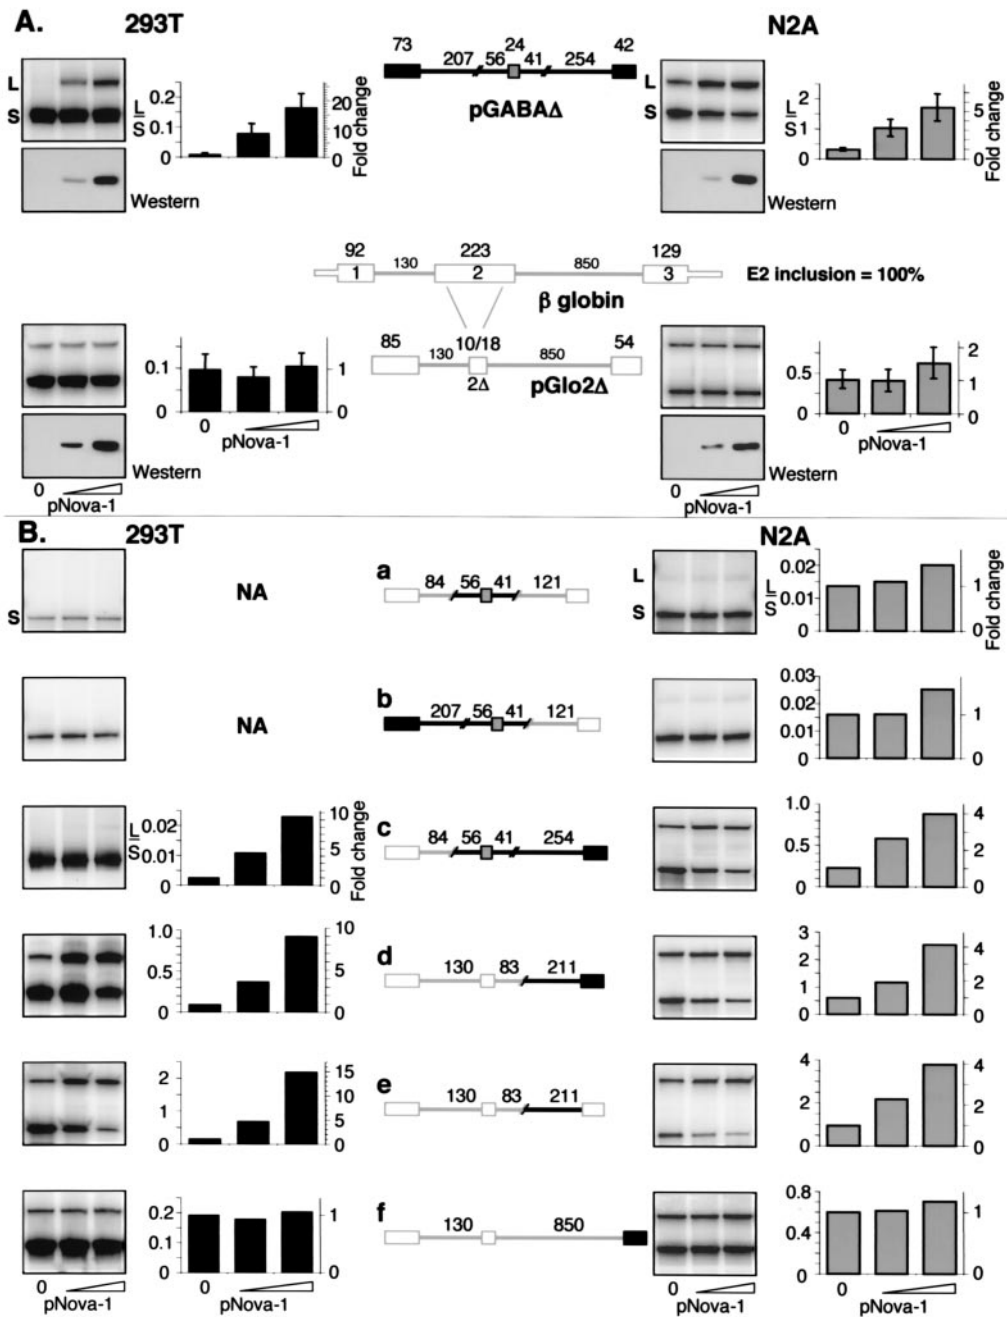 A.
293T
N2A
73
207
56
24
41
254
42
pGABAΔ
L
S
0.2
0.1
0
L
S
20
10
0
Fold change
Western
L
S
2
1
0
L
S
5
0
Fold change
Western
92
130
223
850
129
1
2
3
E2 inclusion = 100%
β globin
85
130
10/18
850
54
2Δ
pGlo2Δ
0.1
0
1
0
0
pNova-1
Western
0
pNova-1
0.5
0
2
1
0
0
pNova-1
Western
0
pNova-1
B.
293T
N2A
S
NA
a
84
56
41
121
L
S
0.02
0.01
0
L
S
1
0
Fold change
NA
b
207
56
41
121
0.03
0.02
0.01
0
1
0
0.02
0.01
0
L
S
10
5
0
Fold change
c
84
56
41
254
1.0
0.5
0
4
2
0
1.0
0.5
0
10
5
0
d
130
83
211
3
2
1
0
4
2
0
2
1
0
15
10
5
0
e
130
83
211
4
2
0
4
2
0
0.2
0.1
0
1
0
f
130
850
0.8
0.4
0
1
0
0
pNova-1
0
pNova-1
0
pNova-1
0
pNova-1